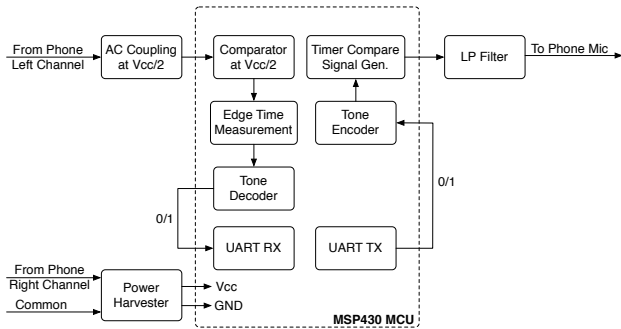 From Phone
Left Channel
AC Coupling
at Vcc/2
Comparator
at Vcc/2
Timer Compare
Signal Gen.
LP Filter
To Phone Mic
Edge Time
Measurement
Tone
Encoder
Tone
Decoder
0/1
0/1
UART RX
UART TX
From Phone
Right Channel
Common
Power
Harvester
Vcc
GND
MSP430 MCU